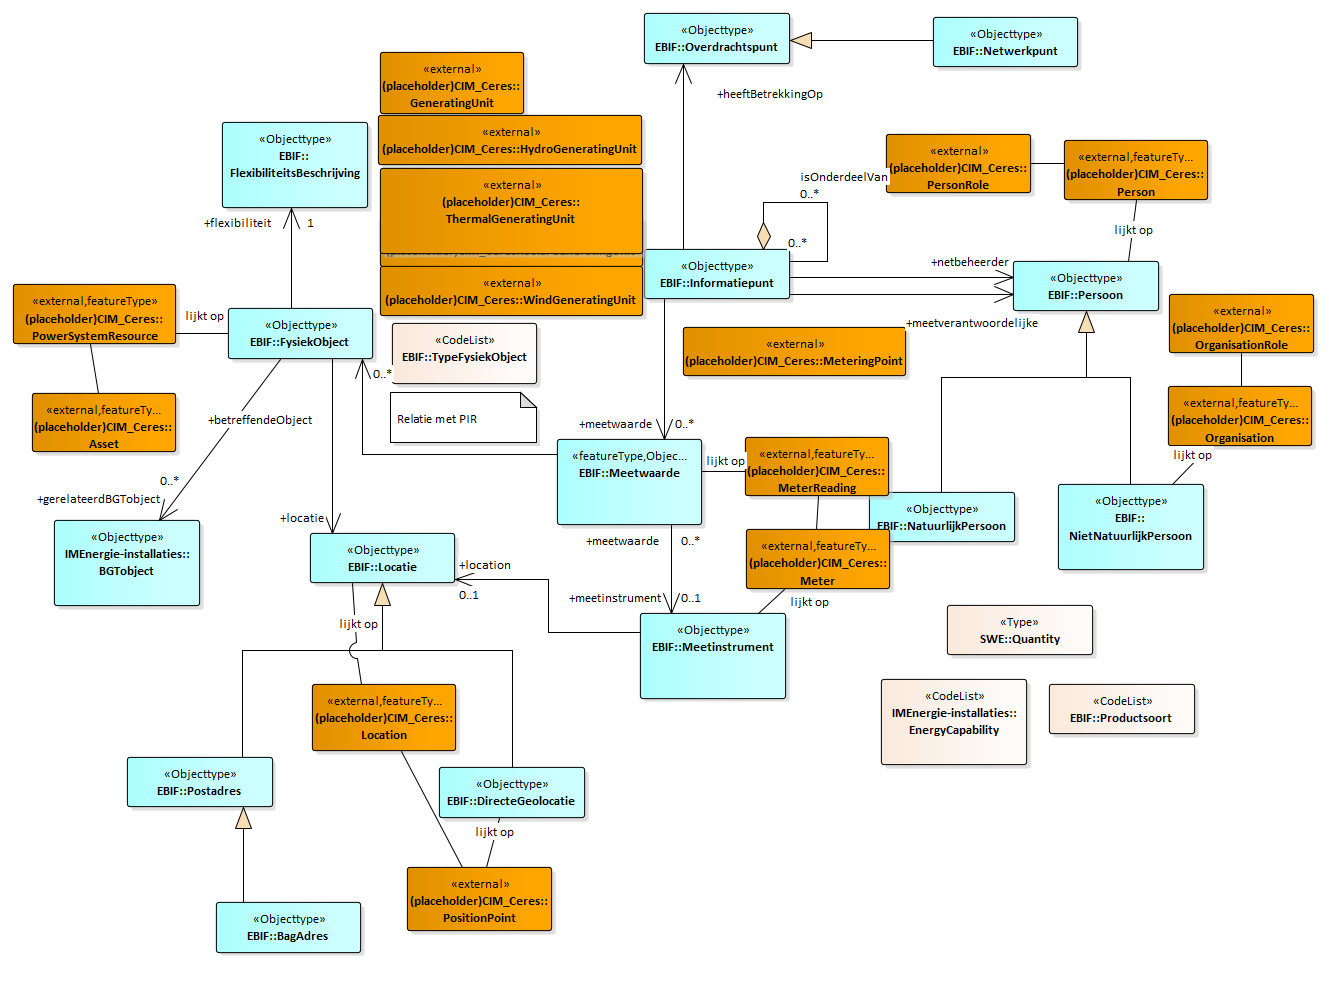 «Objecttype»
EBIF::Overdrachtspunt
«Objecttype»
EBIF::Netwerkpunt
+heeftBetrekkingOp
«external»
(placeholder)CIM_Ceres::
GeneratingUnit
«external»
(placeholder)CIM_Ceres::HydroGeneratingUnit
«external»
(placeholder)CIM_Ceres::
ThermalGeneratingUnit
«external»
(placeholder)CIM_Ceres::WindGeneratingUnit
«Objecttype»
EBIF::
FlexibiliteitsBeschrijving
+flexibiliteit
1
«external»
(placeholder)CIM_Ceres::
PersonRole
«external,featureTy...
(placeholder)CIM_Ceres::
Person
isOnderdeelVan
0..*
0..*
lijkt op
«Objecttype»
EBIF::Informatiepunt
+netbeheerder
+meetverantwoordelijke
«Objecttype»
EBIF::Persoon
«external,featureType»
(placeholder)CIM_Ceres::
PowerSystemResource
lijkt op
«Objecttype»
EBIF::FysiekObject
«CodeList»
EBIF::TypeFysiekObject
0..*
«external»
(placeholder)CIM_Ceres::MeteringPoint
«external,featureTy...
(placeholder)CIM_Ceres::
OrganisationRole
«external,featureTy...
(placeholder)CIM_Ceres::
Asset
+betreffendeObject
Relatie met PIR
+meetwaarde
0..*
«external,featureTy...
(placeholder)CIM_Ceres::
Organisation
lijkt op
0..*
+gerelateerdBGTobject
«featureType,Objec...
EBIF::Meetwaarde
lijkt op
«external,featureTy...
(placeholder)CIM_Ceres::
MeterReading
«Objecttype»
EBIF::NatuurlijkPersoon
«Objecttype»
EBIF::
NietNatuurlijkPersoon
«Objecttype»
IMEnergie-installaties::
BGTobject
+locatie
«Objecttype»
EBIF::Locatie
+location
0..1
+meetwaarde
0..*
«external,featureTy...
(placeholder)CIM_Ceres::
Meter
+meetinstrument
0..1
lijkt op
lijkt op
«Objecttype»
EBIF::Meetinstrument
«Type»
SWE::Quantity
«external,featureTy...
(placeholder)CIM_Ceres::
Location
«CodeList»
IMEnergie-installaties::
EnergyCapability
«CodeList»
EBIF::Productsoort
«Objecttype»
EBIF::Postadres
«Objecttype»
EBIF::DirecteGeolocatie
lijkt op
«external»
(placeholder)CIM_Ceres::
PositionPoint
«Objecttype»
EBIF::BagAdres